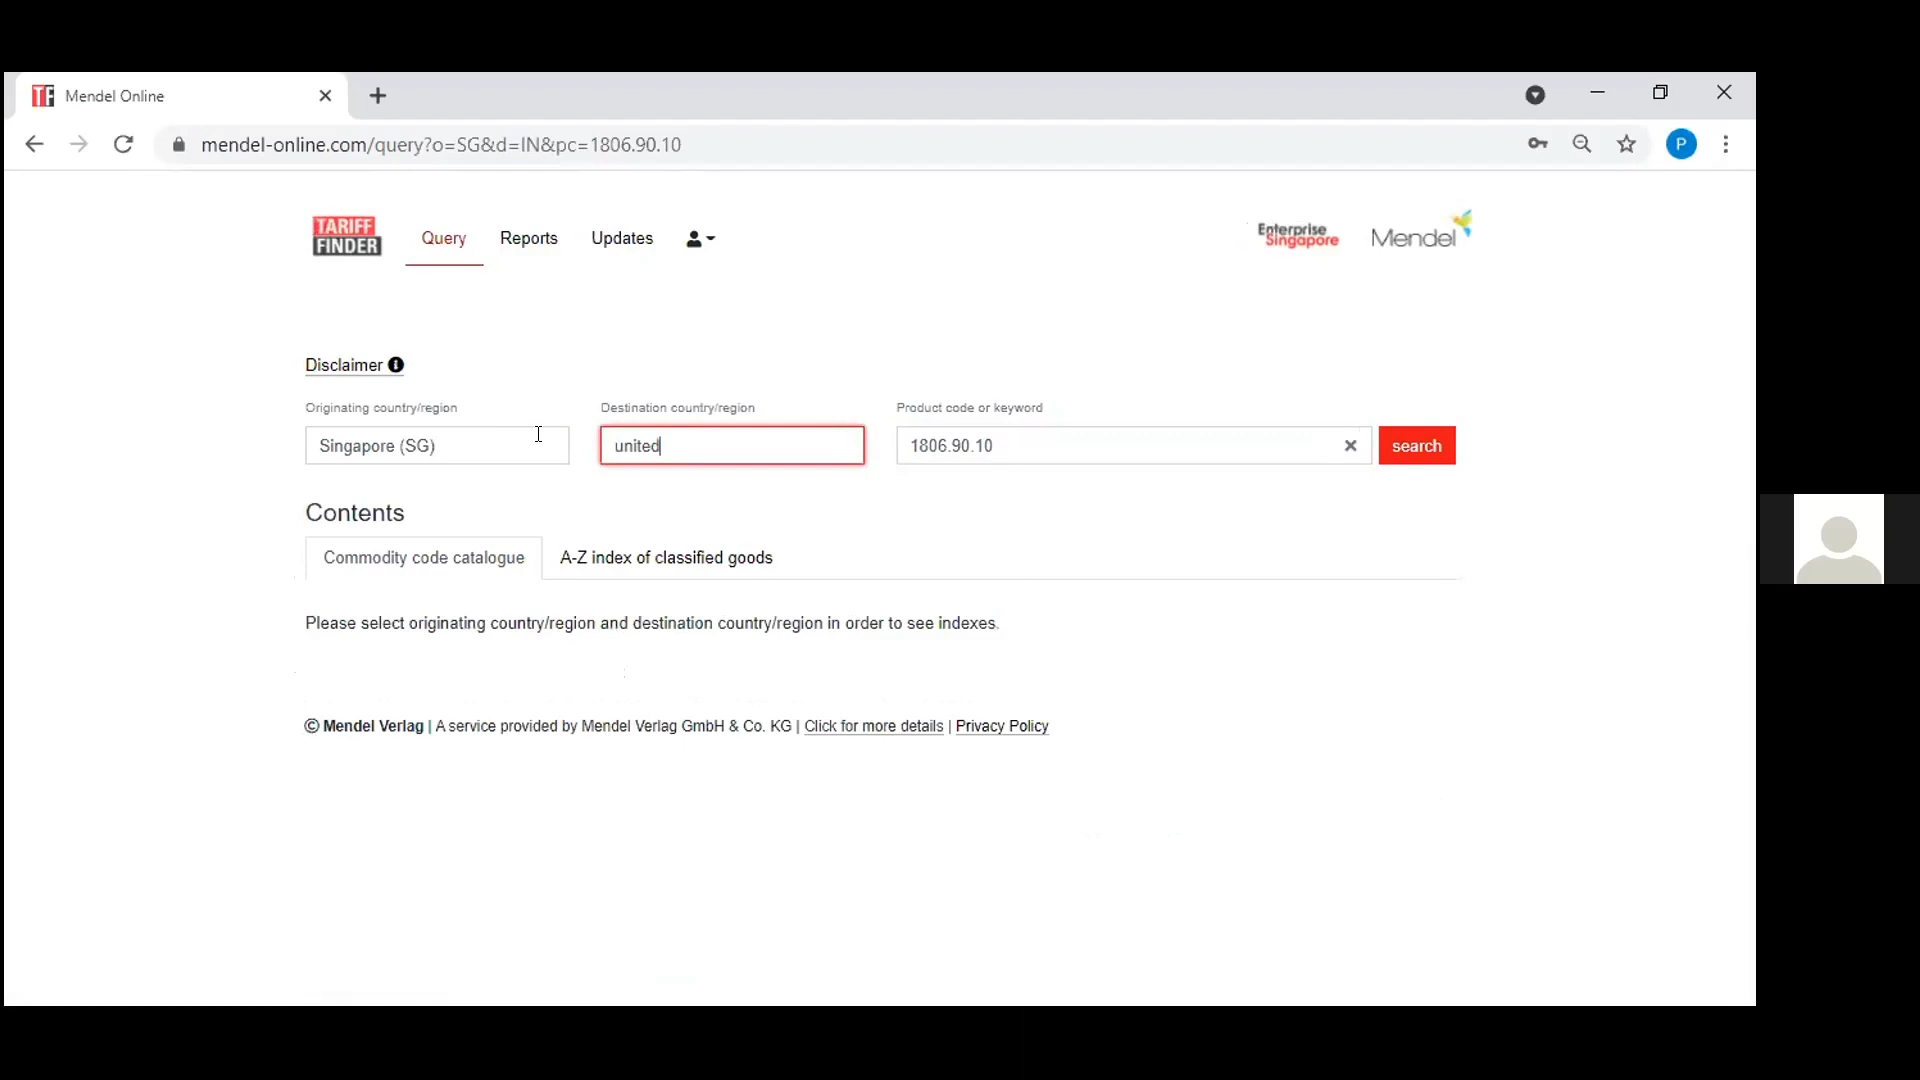 Mendel Online
mendel-online.com/query?o=SG&d=IN&pc=1806.90.10
P
TARIFF
FINDER
Query
Reports
Updates
Enterprise
Singapore
Mendel
Disclaimer
Originating country/region
Destination country/region
Product code or keyword
Singapore (SG)
united
1806.90.10
search
Contents
Commodity code catalogue
A-Z index of classified goods
Please select originating country/region and destination country/region in order to see indexes.
© Mendel Verlag | A service provided by Mendel Verlag GmbH & Co. KG | Click for more details | Privacy Policy